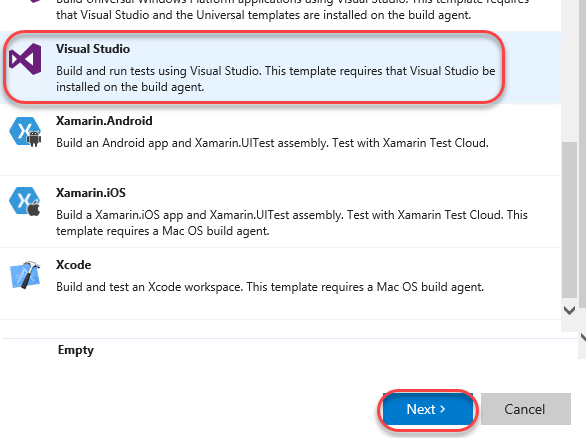 Build Universal Windows Platform applications using Visual Studio. This template requires
that Visual Studio and the Universal templates are installed on the build agent.
Visual Studio
Build and run tests using Visual Studio. This template requires that Visual Studio be
installed on the build agent.
Xamarin.Android
Build an Android app and Xamarin.UITest assembly. Test with Xamarin Test Cloud.
Xamarin.iOS
Build a Xamarin.iOS app and Xamarin.UITest assembly. Test with Xamarin Test Cloud. This
template requires a Mac OS build agent.
Xcode
Build and test an Xcode workspace. This template requires a Mac OS build agent.
Empty
Next >
Cancel